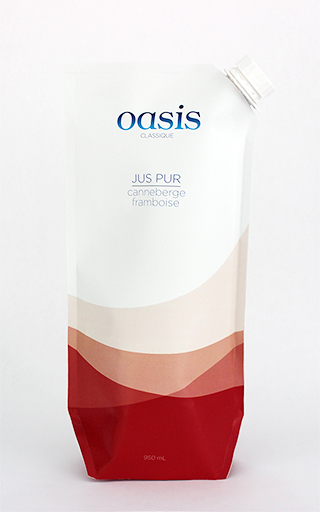 oasis
CLASSIQUE
JUS PUR
canneberge
framboise
950 mL